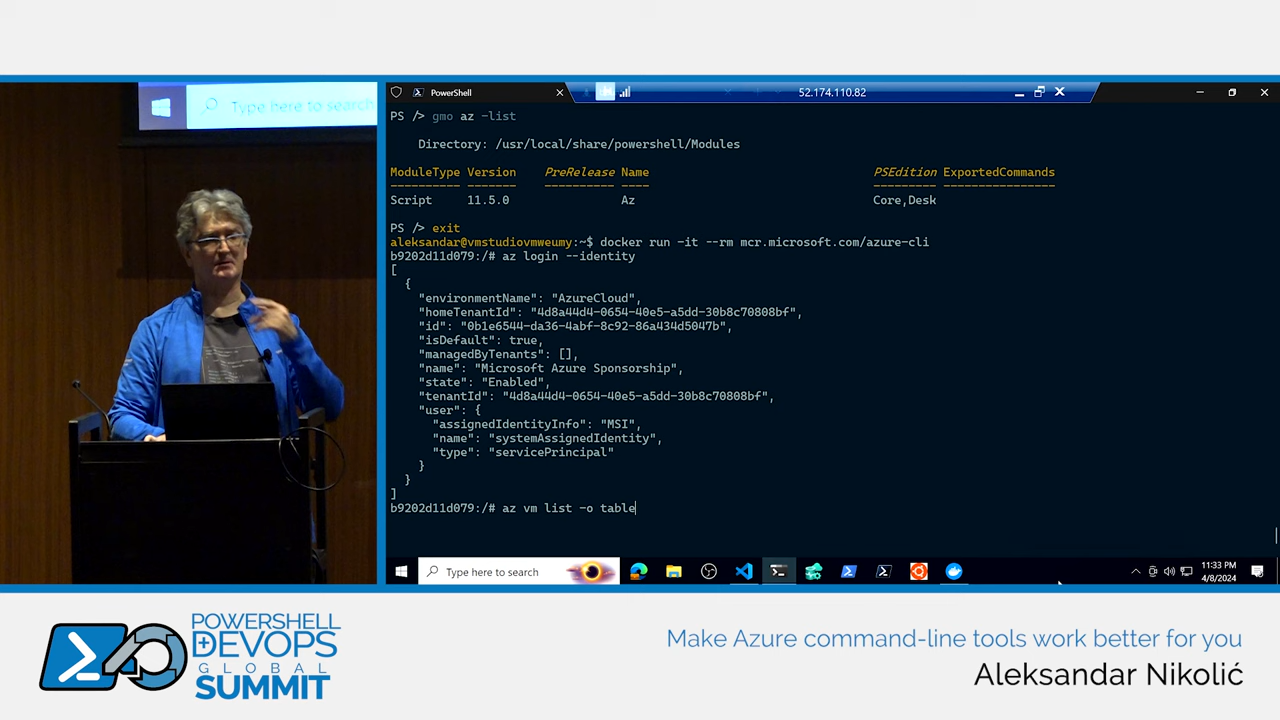 Type here to search
PowerShell
52.174.110.82
PS /> gmo az -list
Directory: /usr/local/share/powershell/Modules
ModuleType Version PreRelease Name PSEdition ExportedCommands
---------- ------- ---------- ---- --------- ----------------
Script 11.5.0 Az Core,Desk
PS /> exit
aleksandar@vmstudiovmweumy:~$ docker run -it --rm mcr.microsoft.com/azure-cli
b9202d11d079:/# az login --identity
[
{
"environmentName": "AzureCloud",
"homeTenantId": "4d8a44d4-0654-40e5-a5dd-30b8c70808bf",
"id": "0b1e6544-da36-4abf-8c92-86a434d5047b",
"isDefault": true,
"managedByTenants": [],
"name": "Microsoft Azure Sponsorship",
"state": "Enabled",
"tenantId": "4d8a44d4-0654-40e5-a5dd-30b8c70808bf",
"user": {
"assignedIdentityInfo": "MSI",
"name": "systemAssignedIdentity",
"type": "servicePrincipal"
}
}
]
b9202d11d079:/# az vm list -o table
Type here to search
11:33 PM
4/8/2024
POWERSHELL
DEVOPS
GLOBAL
SUMMIT
Make Azure command-line tools work better for you
Aleksandar Nikolić